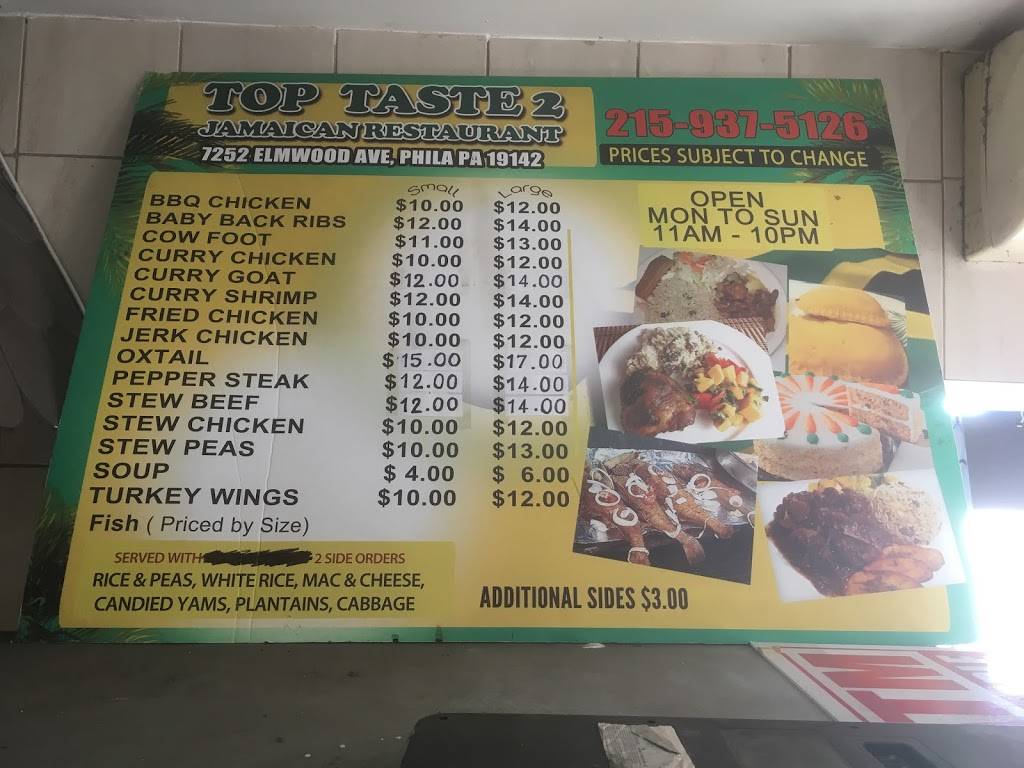 TOP TASTE 2
JAMAICAN RESTAURANT
7252 ELMWOOD AVE, PHILA PA 19142
215-937-5126
PRICES SUBJECT TO CHANGE
Small Large
BBQ CHICKEN $10.00 $12.00
BABY BACK RIBS $12.00 $14.00
COW FOOT $11.00 $13.00
CURRY CHICKEN $10.00 $12.00
CURRY GOAT $12.00 $14.00
CURRY SHRIMP $12.00 $14.00
FRIED CHICKEN $10.00 $12.00
JERK CHICKEN $10.00 $12.00
OXTAIL $15.00 $17.00
PEPPER STEAK $12.00 $14.00
STEW BEEF $12.00 $14.00
STEW CHICKEN $10.00 $12.00
STEW PEAS $10.00 $13.00
SOUP $ 4.00 $ 6.00
TURKEY WINGS $10.00 $12.00
Fish ( Priced by Size)
OPEN
MON TO SUN
11AM - 10PM
SERVED WITH 2 SIDE ORDERS
RICE & PEAS, WHITE RICE, MAC & CHEESE,
CANDIED YAMS, PLANTAINS, CABBAGE
ADDITIONAL SIDES $3.00